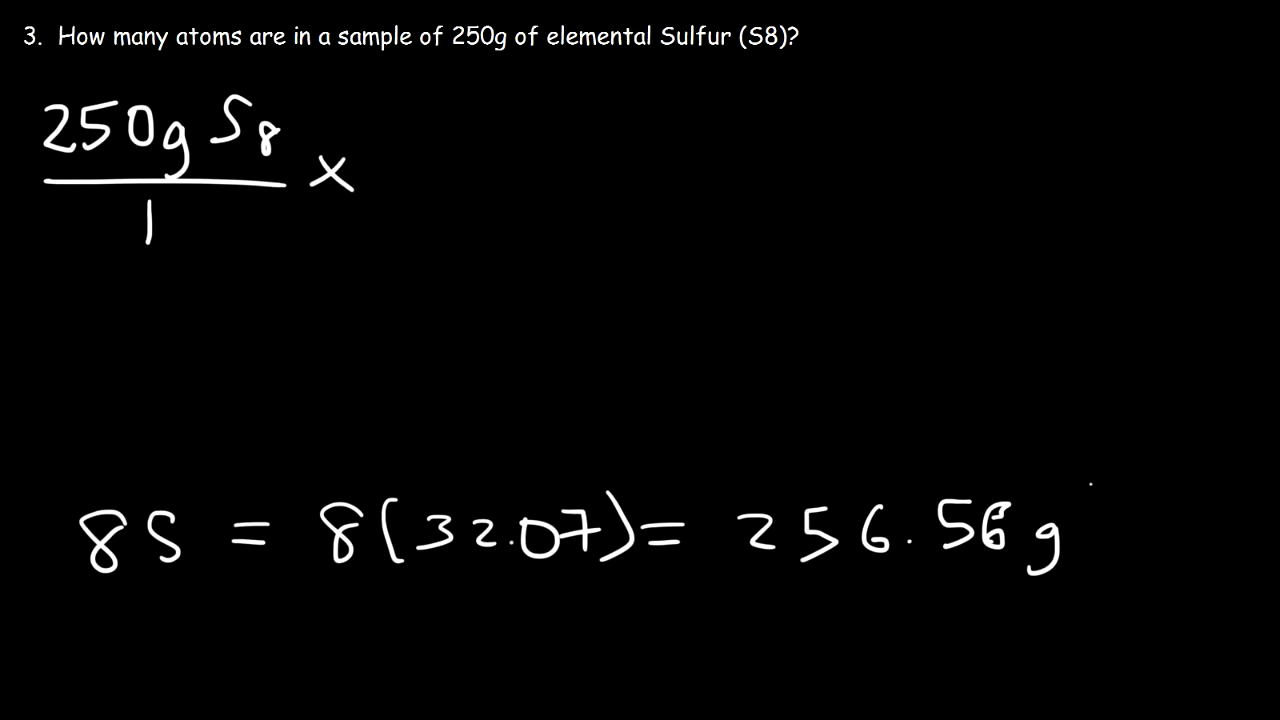 3. How many atoms are in a sample of 250g of elemental Sulfur (S8)?
250g S8 ×
1
8S = 8(32.07) = 256.56g